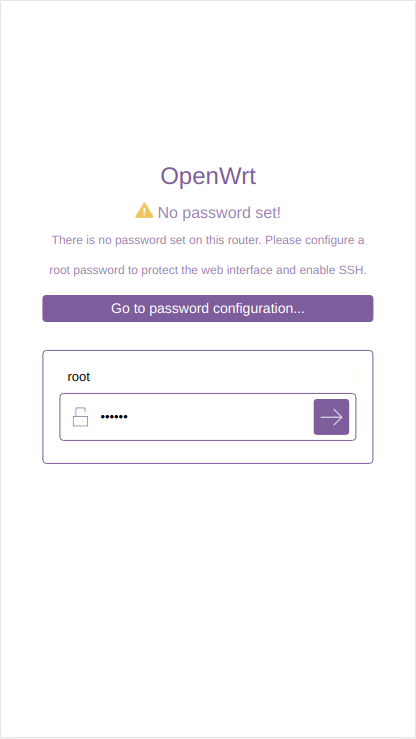 OpenWrt
No password set!
There is no password set on this router. Please configure a
root password to protect the web interface and enable SSH.
Go to password configuration...
root
••••••